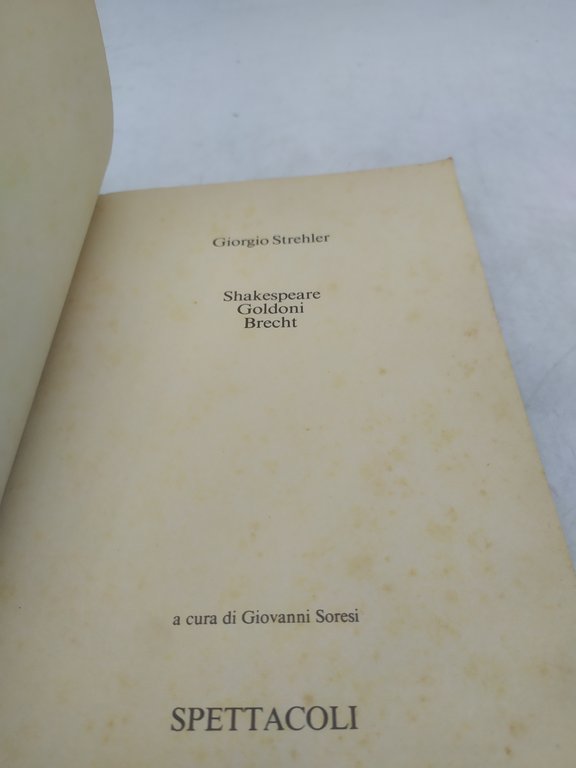 Giorgio Strehler
Shakespeare
Goldoni
Brecht
a cura di Giovanni Soresi
SPETTACOLI